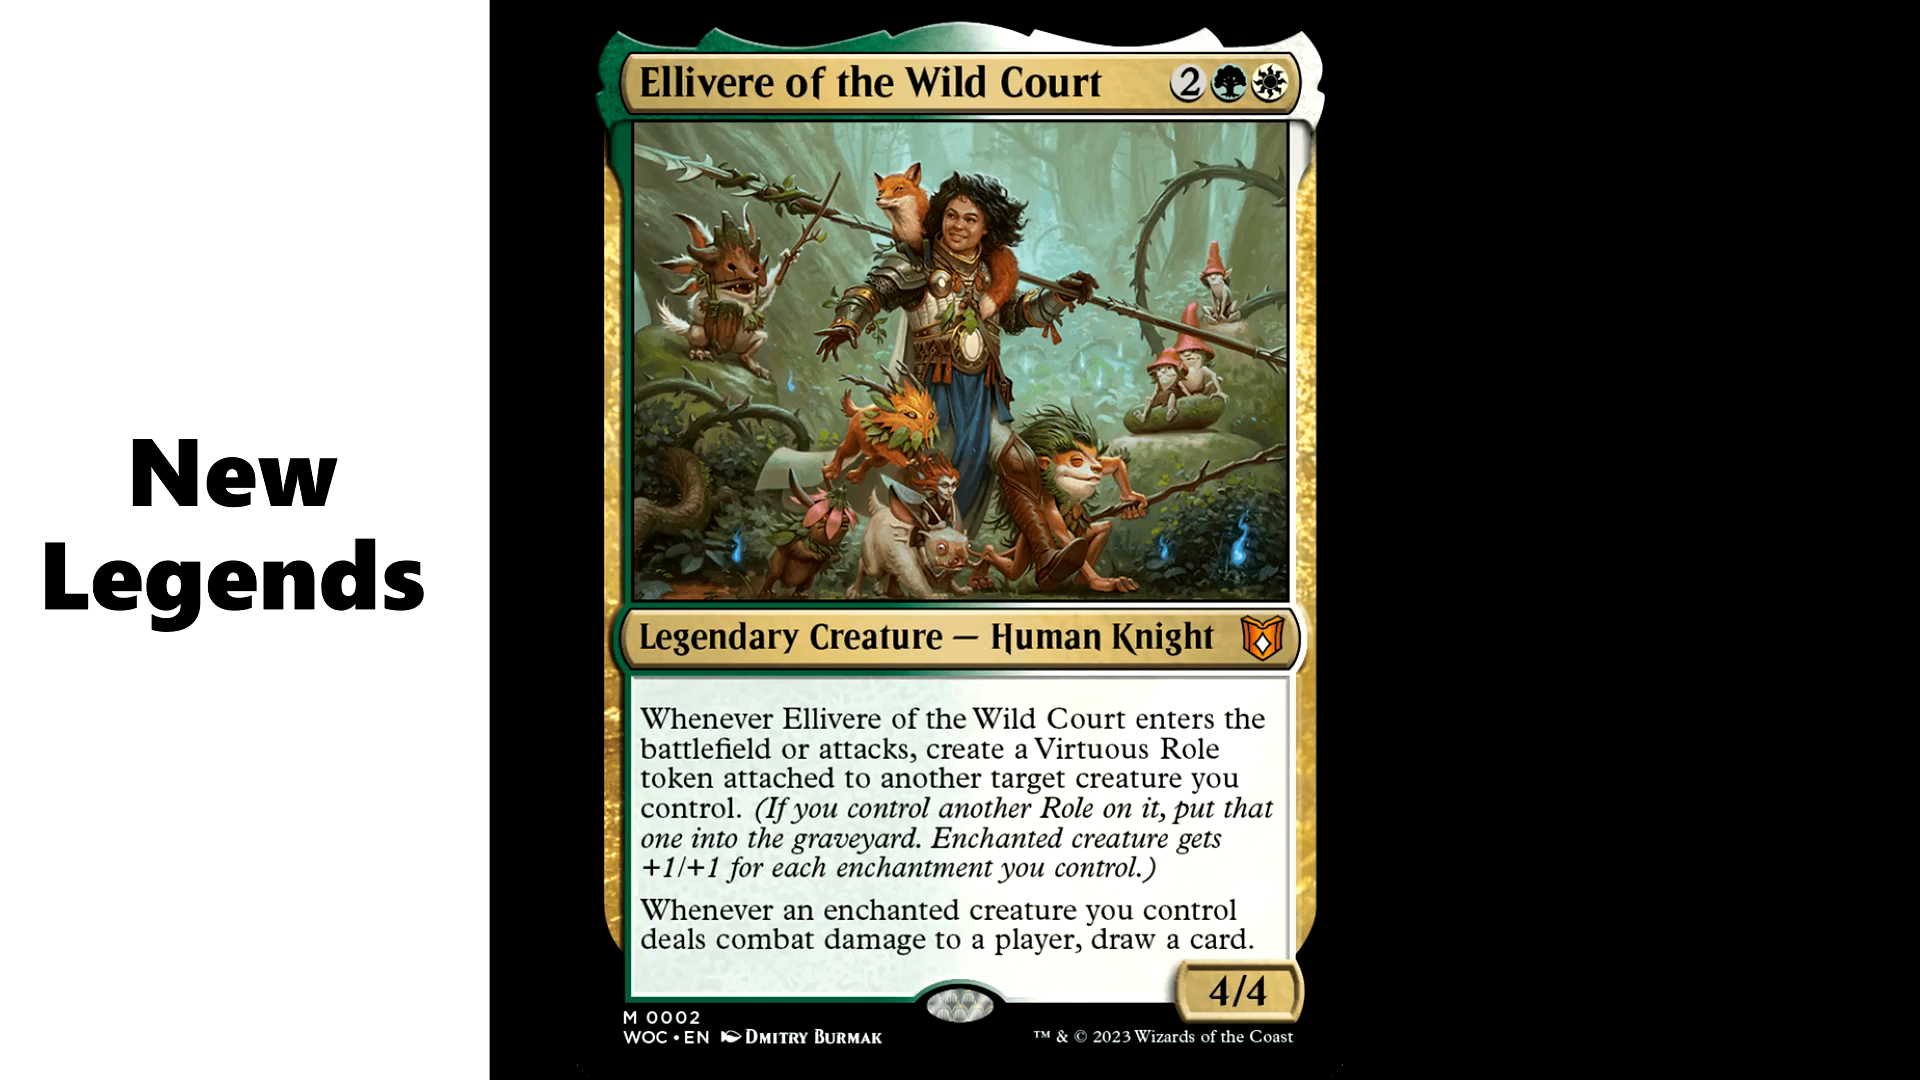 New
Legends
Ellivere of the Wild Court 2
Legendary Creature — Human Knight
Whenever Ellivere of the Wild Court enters the
battlefield or attacks, create a Virtuous Role
token attached to another target creature you
control. (If you control another Role on it, put that
one into the graveyard. Enchanted creature gets
+1/+1 for each enchantment you control.)
Whenever an enchanted creature you control
deals combat damage to a player, draw a card.
4/4
M 0002
WOC • EN Dmitry Burmak
™ & © 2023 Wizards of the Coast